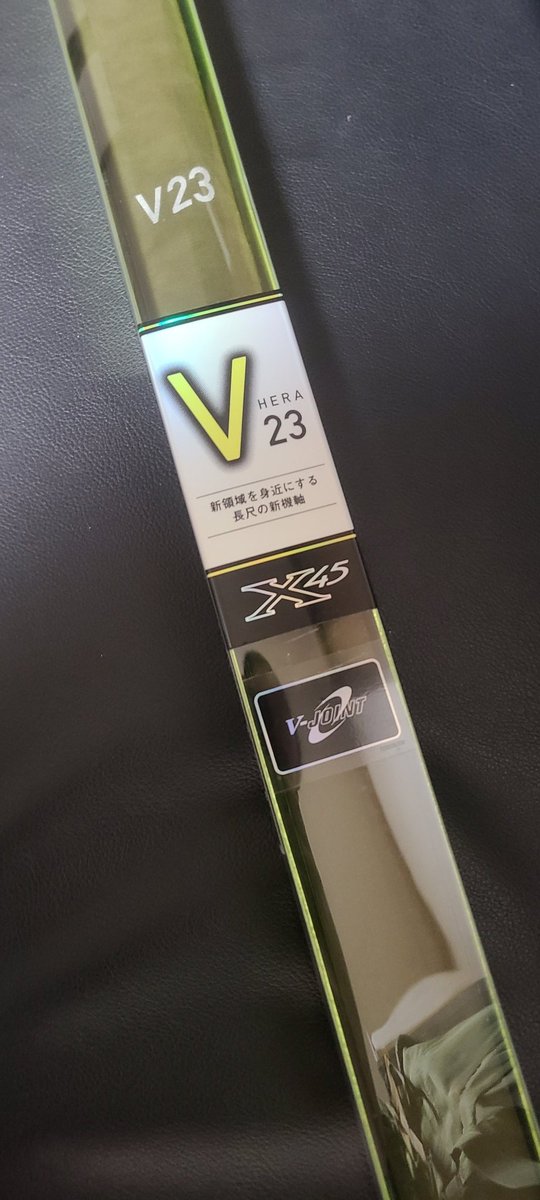 V23
V
HERA
23
新領域を身近にする
長尺の新機軸
X45
V-JOINT